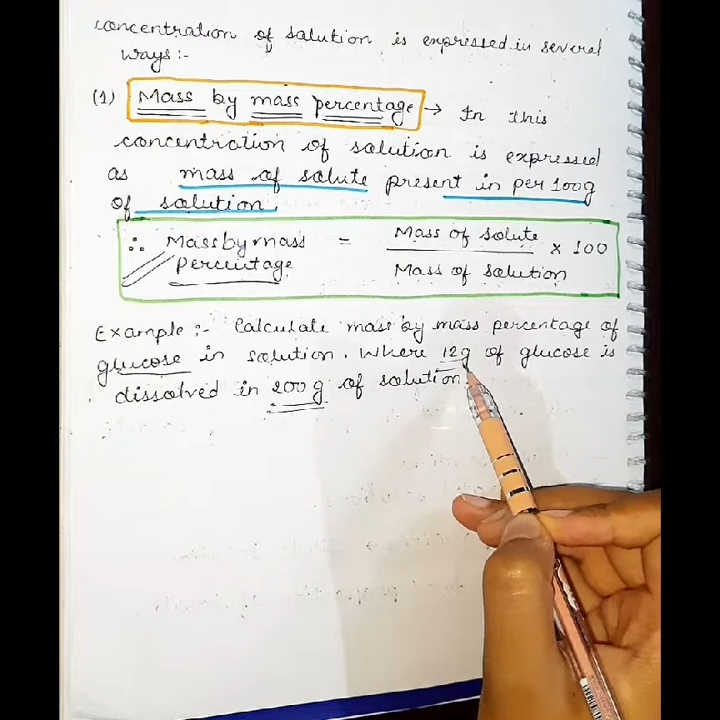 concentration of solution is expressed in several
ways :-
(1) Mass by mass percentage → In this
concentration of solution is expressed
as mass of solute present in per 100g
of solution.
∴ Mass by mass = Mass of solute × 100
percentage Mass of solution
Example :- Calculate mass by mass percentage of
glucose in solution. Where 12g of glucose is
dissolved in 200 g of solution